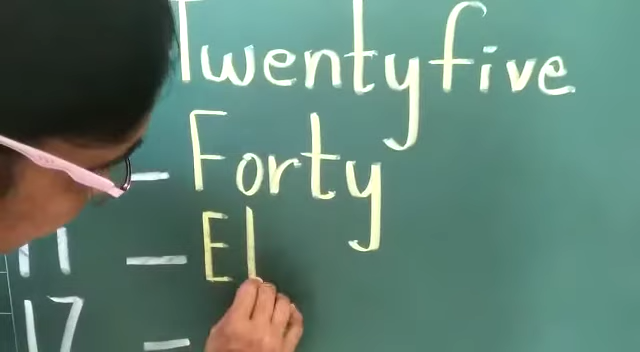 Twentyfive
– Forty
11 – El
17 –